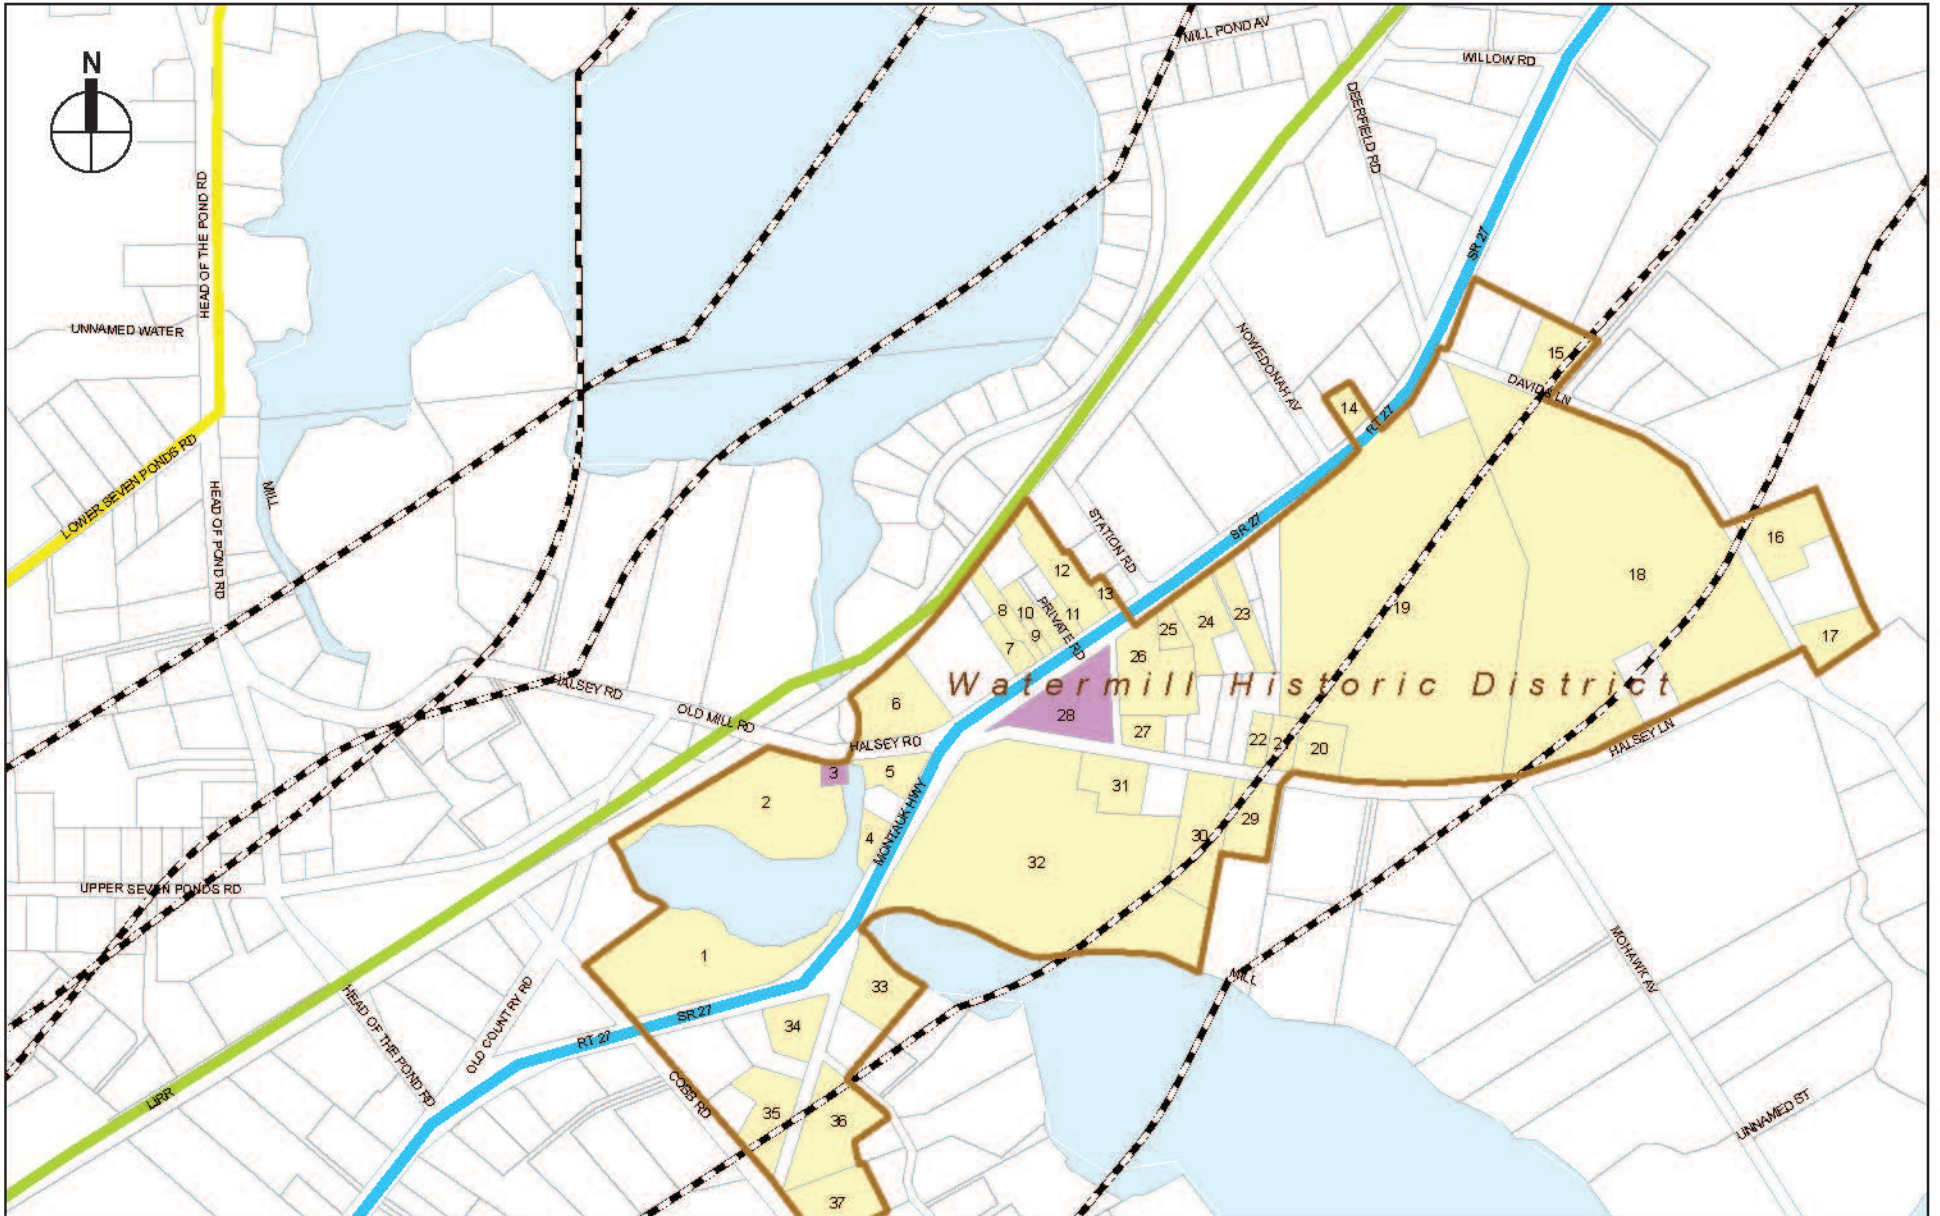 N
MILL POND AV
WILLOW RD
DEERFIELD RD
HEAD OF THE POND RD
SR 27
UNNAMED WATER
NOWEDONAH AV
15
DAVIDS LN
14
RT 27
LOWER SEVEN PONDS RD
HEAD OF POND RD
MILL
STATION RD
SR 27
16
12
13
18
8
10
11
19
PRIVATE RD
9
7
25
24
23
17
26
Watermill Historic District
HALSEY RD
6
OLD MILL RD
28
HALSEY RD
27
22
2
20
HALSEY LN
3
5
2
31
MONTAUK HWY
4
30
29
32
UPPER SEVEN PONDS RD
1
MOHAWK AV
MILL
33
HEAD OF THE POND RD
OLD COUNTRY RD
SR 27
RT 27
34
COBB RD
LIRR
35
36
UNNAMED ST
37